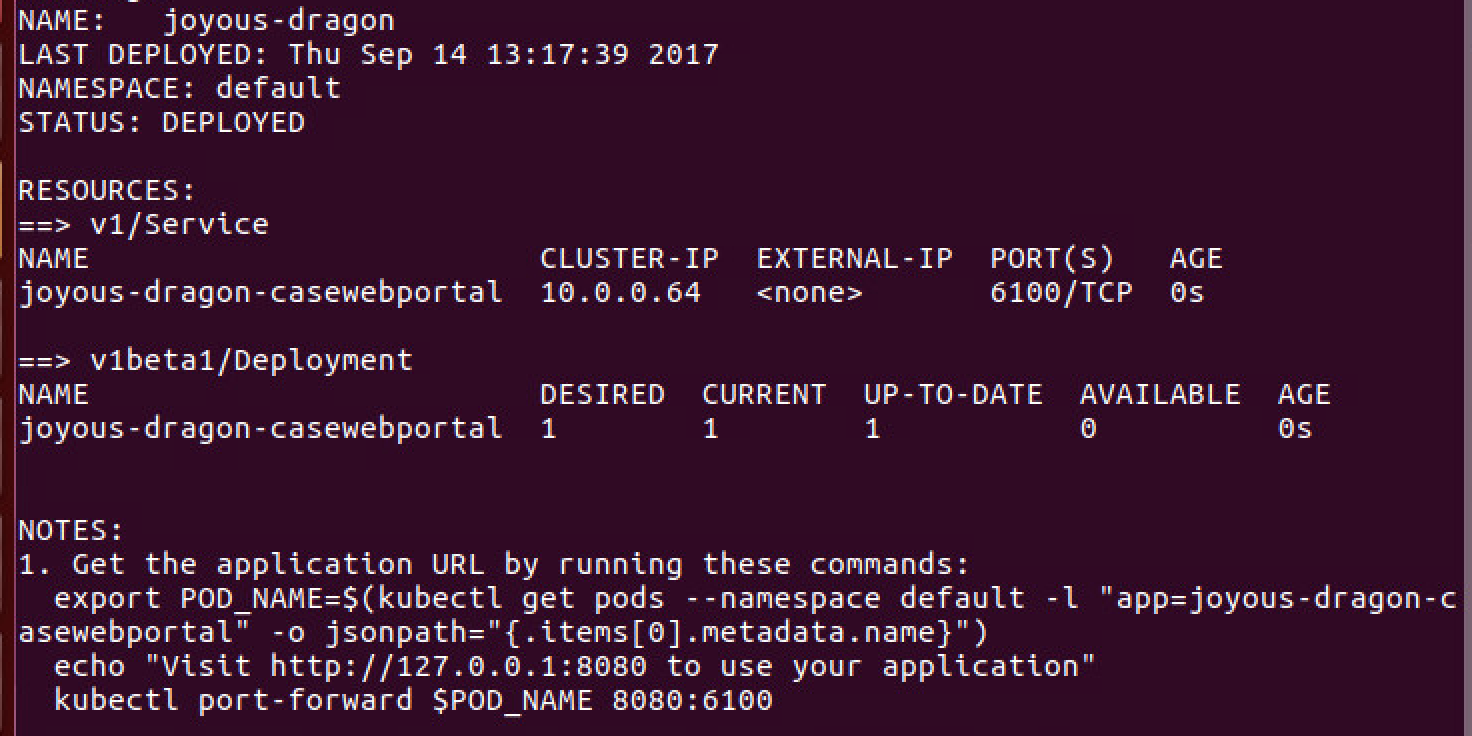 NAME:   joyous-dragon
LAST DEPLOYED: Thu Sep 14 13:17:39 2017
NAMESPACE: default
STATUS: DEPLOYED
RESOURCES:
==> v1/Service
NAME                         CLUSTER-IP  EXTERNAL-IP  PORT(S)   AGE
joyous-dragon-casewebportal  10.0.0.64   <none>       6100/TCP  0s
==> v1beta1/Deployment
NAME                         DESIRED  CURRENT  UP-TO-DATE  AVAILABLE  AGE
joyous-dragon-casewebportal  1        1        1           0          0s
NOTES:
1. Get the application URL by running these commands:
  export POD_NAME=$(kubectl get pods --namespace default -l "app=joyous-dragon-c
asewebportal" -o jsonpath="{.items[0].metadata.name}")
  echo "Visit http://127.0.0.1:8080 to use your application"
  kubectl port-forward $POD_NAME 8080:6100